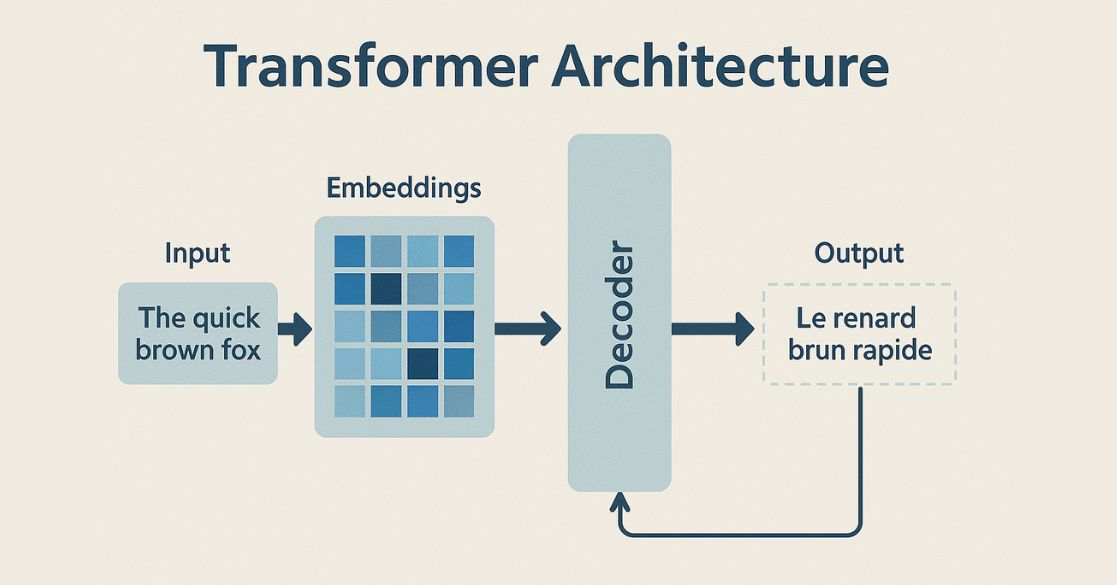 Transformer Architecture
Embeddings
Input
The quick
brown fox
Decoder
Output
Le renard
brun rapide